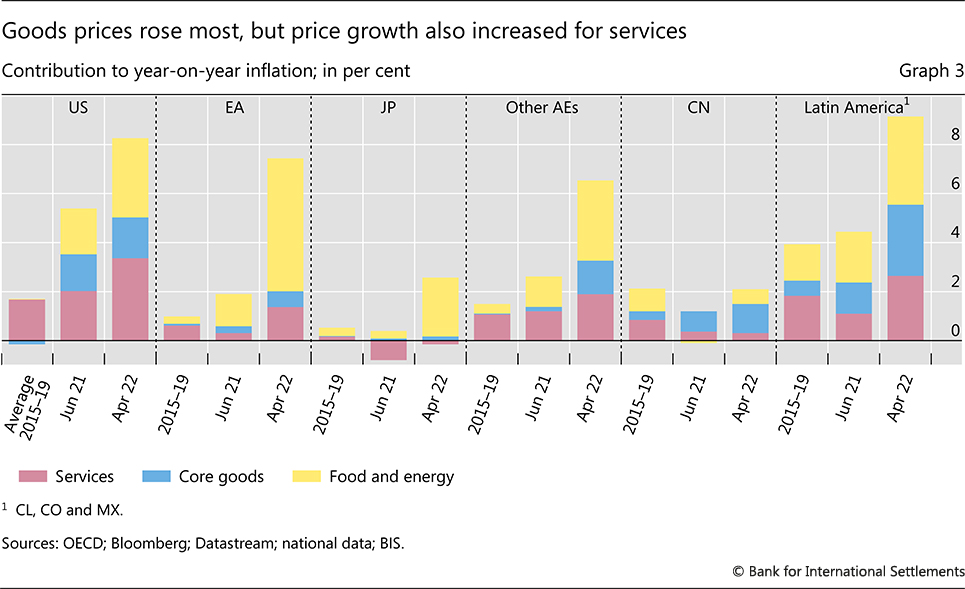 Goods prices rose most, but price growth also increased for services
Contribution to year-on-year inflation; in per cent
Graph 3
US
EA
JP
Other AEs
CN
Latin America¹
8
6
4
2
0
Average
2015–19
Jun 21
Apr 22
2015–19
Jun 21
Apr 22
2015–19
Jun 21
Apr 22
2015–19
Jun 21
Apr 22
2015–19
Jun 21
Apr 22
2015–19
Jun 21
Apr 22
Services
Core goods
Food and energy
¹ CL, CO and MX.
Sources: OECD; Bloomberg; Datastream; national data; BIS.
© Bank for International Settlements